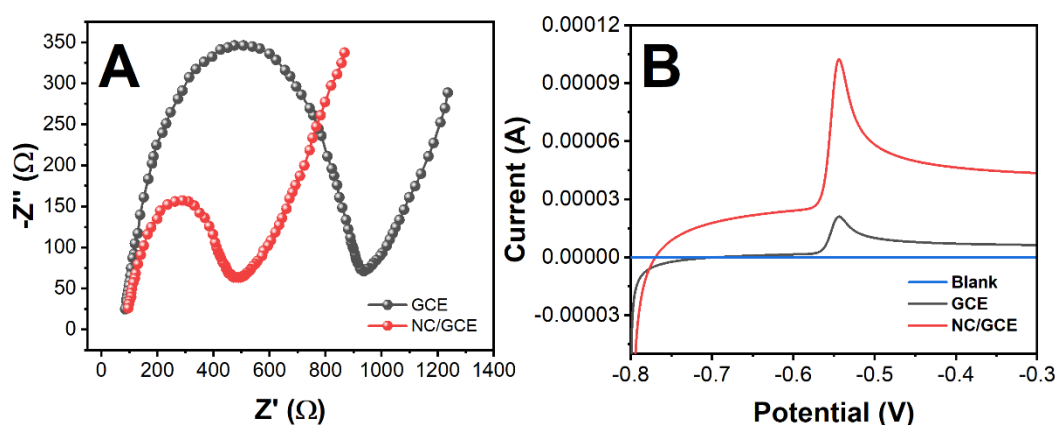 A
-Z'' (Ω)
350
300
250
200
150
100
50
0
GCE
NC/GCE
0 200 400 600 800 1000 1200 1400
Z' (Ω)
B
Current (A)
0.00012
0.00009
0.00006
0.00003
0.00000
-0.00003
Blank
GCE
NC/GCE
-0.8 -0.7 -0.6 -0.5 -0.4 -0.3
Potential (V)